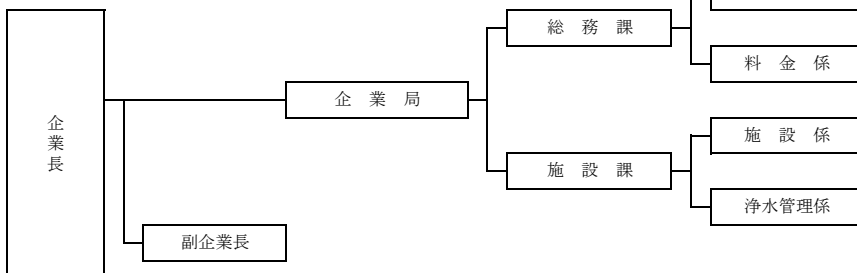 総務課
料金係
企業局
企業長
施設係
施設課
浄水管理係
副企業長